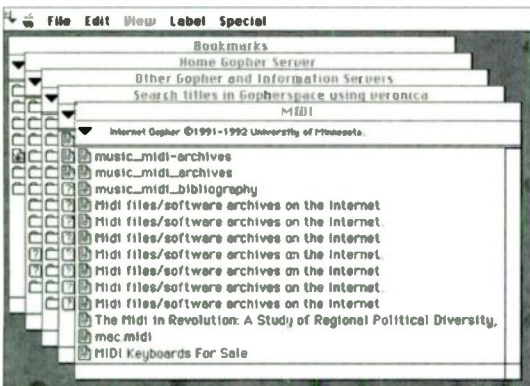 File Edit View Label Special
Bookmarks
Home Gopher Server
Other Gopher and Information Servers
Search titles in Gopherspace using veronica
MIDI
Internet Gopher ©1991-1992 University of Minnesota.
music_midi-archives
music_midi_archives
music_midi_bibliography
Midi files/software archives on the Internet
Midi files/software archives on the Internet.
Midi files/software archives on the Internet.
Midi files/software archives on the Internet
Midi files/software archives on the Internet
Midi files/software archives on the Internet.
Midi files/software archives on the Internet
The Midi in Revolution: A Study of Regional Political Diversity,
mac.midi
MIDI Keyboards For Sale